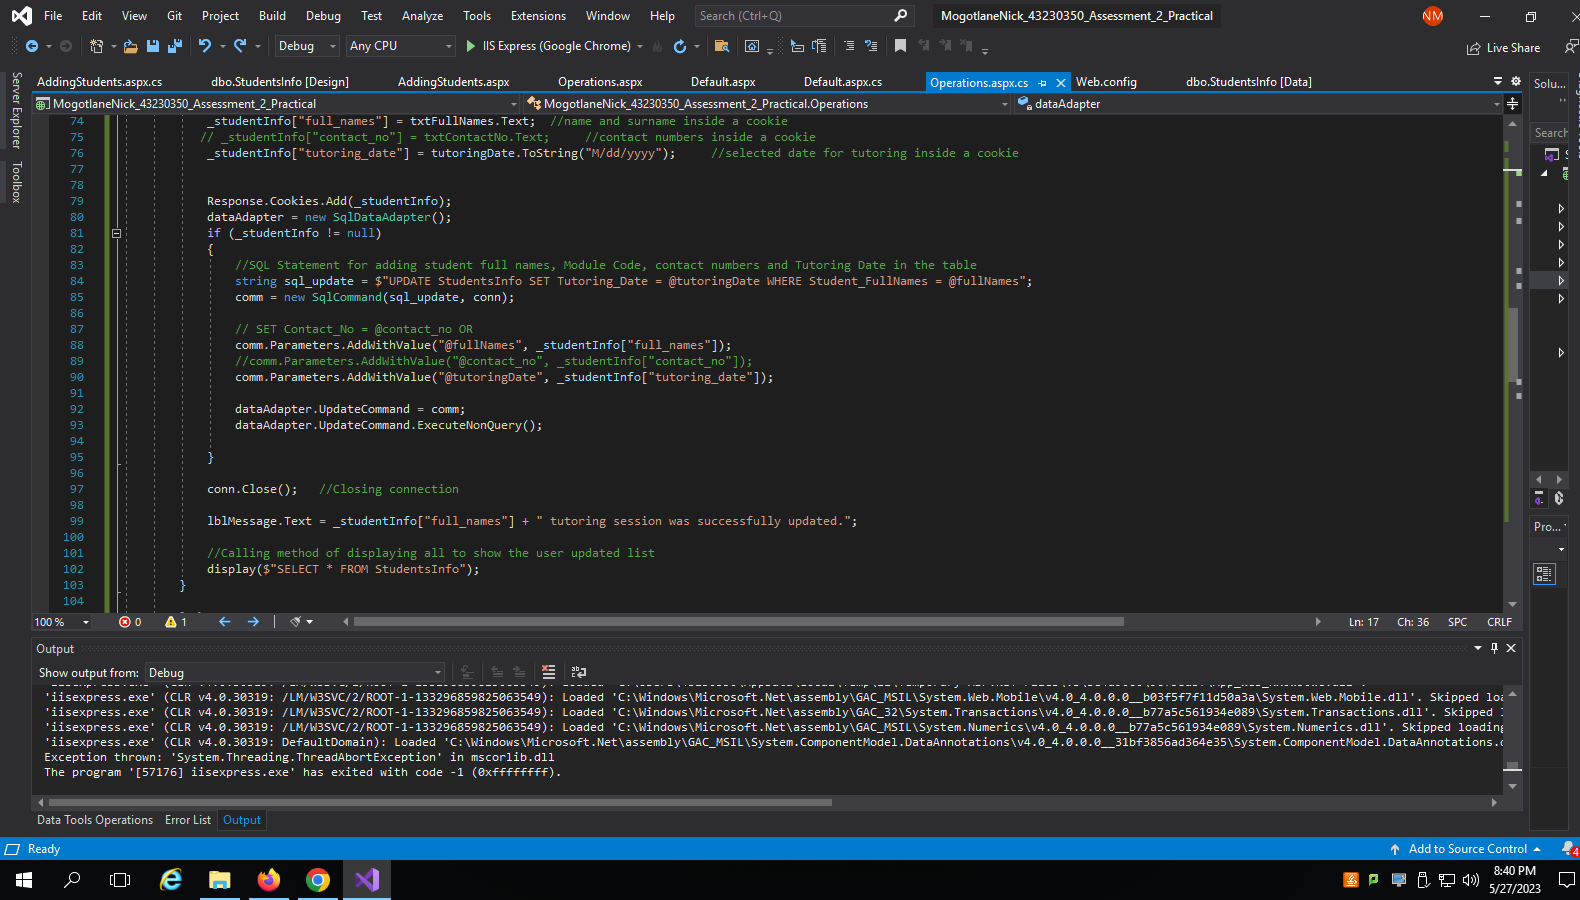 File Edit View Git Project Build Debug Test Analyze Tools Extensions Window Help Search (Ctrl+Q) MogotlaneNick_43230350_Assessment_2_Practical NM
Debug Any CPU IIS Express (Google Chrome) Live Share
AddingStudents.aspx.cs dbo.StudentsInfo [Design] AddingStudents.aspx Operations.aspx Default.aspx Default.aspx.cs Operations.aspx.cs Web.config dbo.StudentsInfo [Data] Solu...
MogotlaneNick_43230350_Assessment_2_Practical MogotlaneNick_43230350_Assessment_2_Practical.Operations dataAdapter
Server Explorer
Toolbox
Search
74 _studentInfo["full_names"] = txtFullNames.Text; //name and surname inside a cookie
75 // _studentInfo["contact_no"] = txtContactNo.Text; //contact numbers inside a cookie
76 _studentInfo["tutoring_date"] = tutoringDate.ToString("M/dd/yyyy"); //selected date for tutoring inside a cookie
77
78
79 Response.Cookies.Add(_studentInfo);
80 dataAdapter = new SqlDataAdapter();
81 if (_studentInfo != null)
82 {
83 //SQL Statement for adding student full names, Module Code, contact numbers and Tutoring Date in the table
84 string sql_update = $"UPDATE StudentsInfo SET Tutoring_Date = @tutoringDate WHERE Student_FullNames = @fullNames";
85 comm = new SqlCommand(sql_update, conn);
86
87 // SET Contact_No = @contact_no OR
88 comm.Parameters.AddWithValue("@fullNames", _studentInfo["full_names"]);
89 //comm.Parameters.AddWithValue("@contact_no", _studentInfo["contact_no"]);
90 comm.Parameters.AddWithValue("@tutoringDate", _studentInfo["tutoring_date"]);
91
92 dataAdapter.UpdateCommand = comm;
93 dataAdapter.UpdateCommand.ExecuteNonQuery();
94
95 }
96
97 conn.Close(); //Closing connection
98
99 lblMessage.Text = _studentInfo["full_names"] + " tutoring session was successfully updated.";
100
101 //Calling method of displaying all to show the user updated list
102 display($"SELECT * FROM StudentsInfo");
103 }
104
Pro...
100 % 0 1 Ln: 17 Ch: 36 SPC CRLF
Output
Show output from: Debug
'iisexpress.exe' (CLR v4.0.30319: /LM/W3SVC/2/ROOT-1-133296859825063549): Loaded 'C:\Windows\Microsoft.Net\assembly\GAC_MSIL\System.Web.Mobile\v4.0_4.0.0.0__b03f5f7f11d50a3a\System.Web.Mobile.dll'. Skipped loa
'iisexpress.exe' (CLR v4.0.30319: /LM/W3SVC/2/ROOT-1-133296859825063549): Loaded 'C:\Windows\Microsoft.Net\assembly\GAC_32\System.Transactions\v4.0_4.0.0.0__b77a5c561934e089\System.Transactions.dll'. Skipped l
'iisexpress.exe' (CLR v4.0.30319: /LM/W3SVC/2/ROOT-1-133296859825063549): Loaded 'C:\Windows\Microsoft.Net\assembly\GAC_MSIL\System.Numerics\v4.0_4.0.0.0__b77a5c561934e089\System.Numerics.dll'. Skipped loading
'iisexpress.exe' (CLR v4.0.30319: DefaultDomain): Loaded 'C:\Windows\Microsoft.Net\assembly\GAC_MSIL\System.ComponentModel.DataAnnotations\v4.0_4.0.0.0__31bf3856ad364e35\System.ComponentModel.DataAnnotations.d
Exception thrown: 'System.Threading.ThreadAbortException' in mscorlib.dll
The program '[57176] iisexpress.exe' has exited with code -1 (0xffffffff).
Data Tools Operations Error List Output
Ready Add to Source Control 4
8:40 PM
5/27/2023